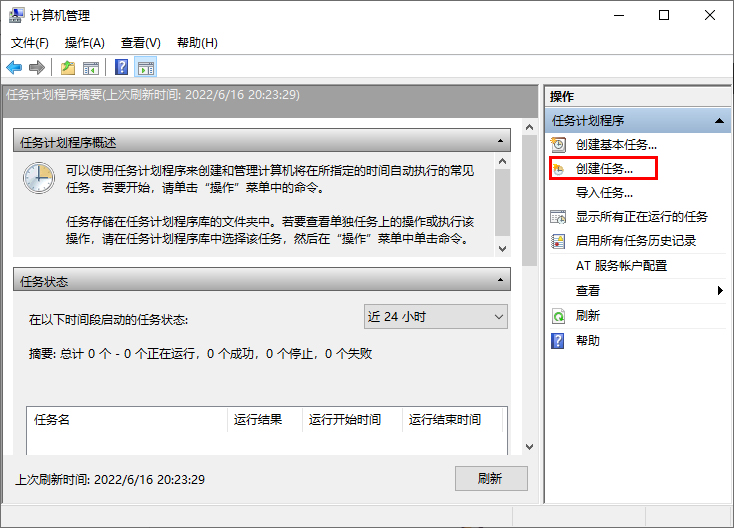 计算机管理
文件(F) 操作(A) 查看(V) 帮助(H)
任务计划程序摘要(上次刷新时间: 2022/6/16 20:23:29)
任务计划程序概述
可以使用任务计划程序来创建和管理计算机将在所指定的时间自动执行的常见
任务。若要开始，请单击“操作”菜单中的命令。
任务存储在任务计划程序库的文件夹中。若要查看单独任务上的操作或执行该
操作，请在任务计划程序库中选择该任务，然后在“操作”菜单中单击命令。
任务状态
在以下时间段启动的任务状态:
近 24 小时
摘要: 总计 0 个 - 0 个正在运行，0 个成功，0 个停止，0 个失败
任务名 运行结果 运行开始时间 运行结束时间
上次刷新时间: 2022/6/16 20:23:29
刷新
操作
任务计划程序
创建基本任务...
创建任务...
导入任务...
显示所有正在运行的任务
启用所有任务历史记录
AT 服务帐户配置
查看
刷新
帮助